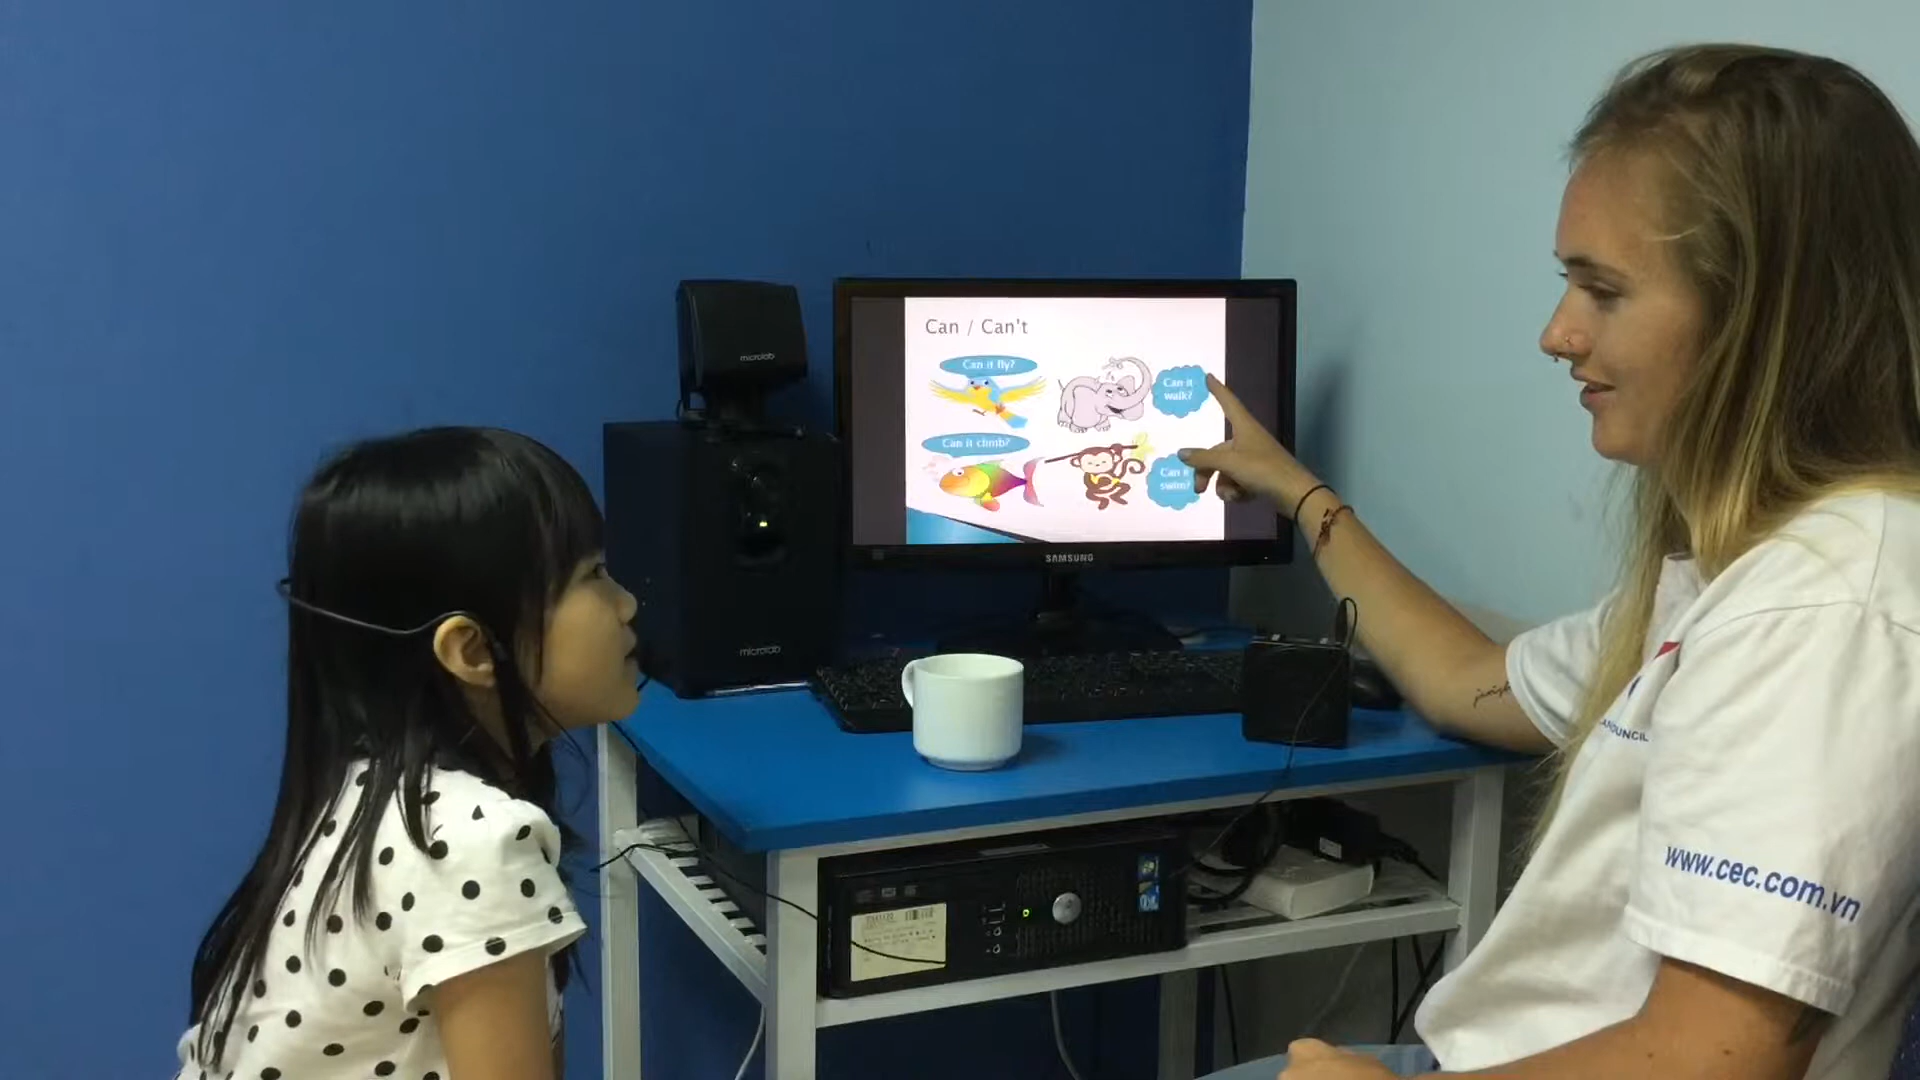 Can / Can't
Can it fly?
Can it
walk?
Can it climb?
Can it
swim?
microlab
SAMSUNG
microlab
COUNCIL
www.cec.com.vn